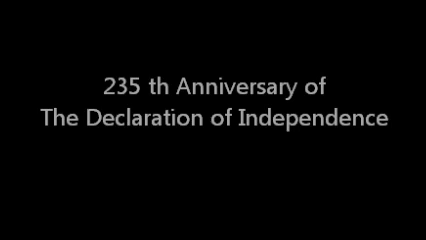 235 th Anniversary of
The Declaration of Independence